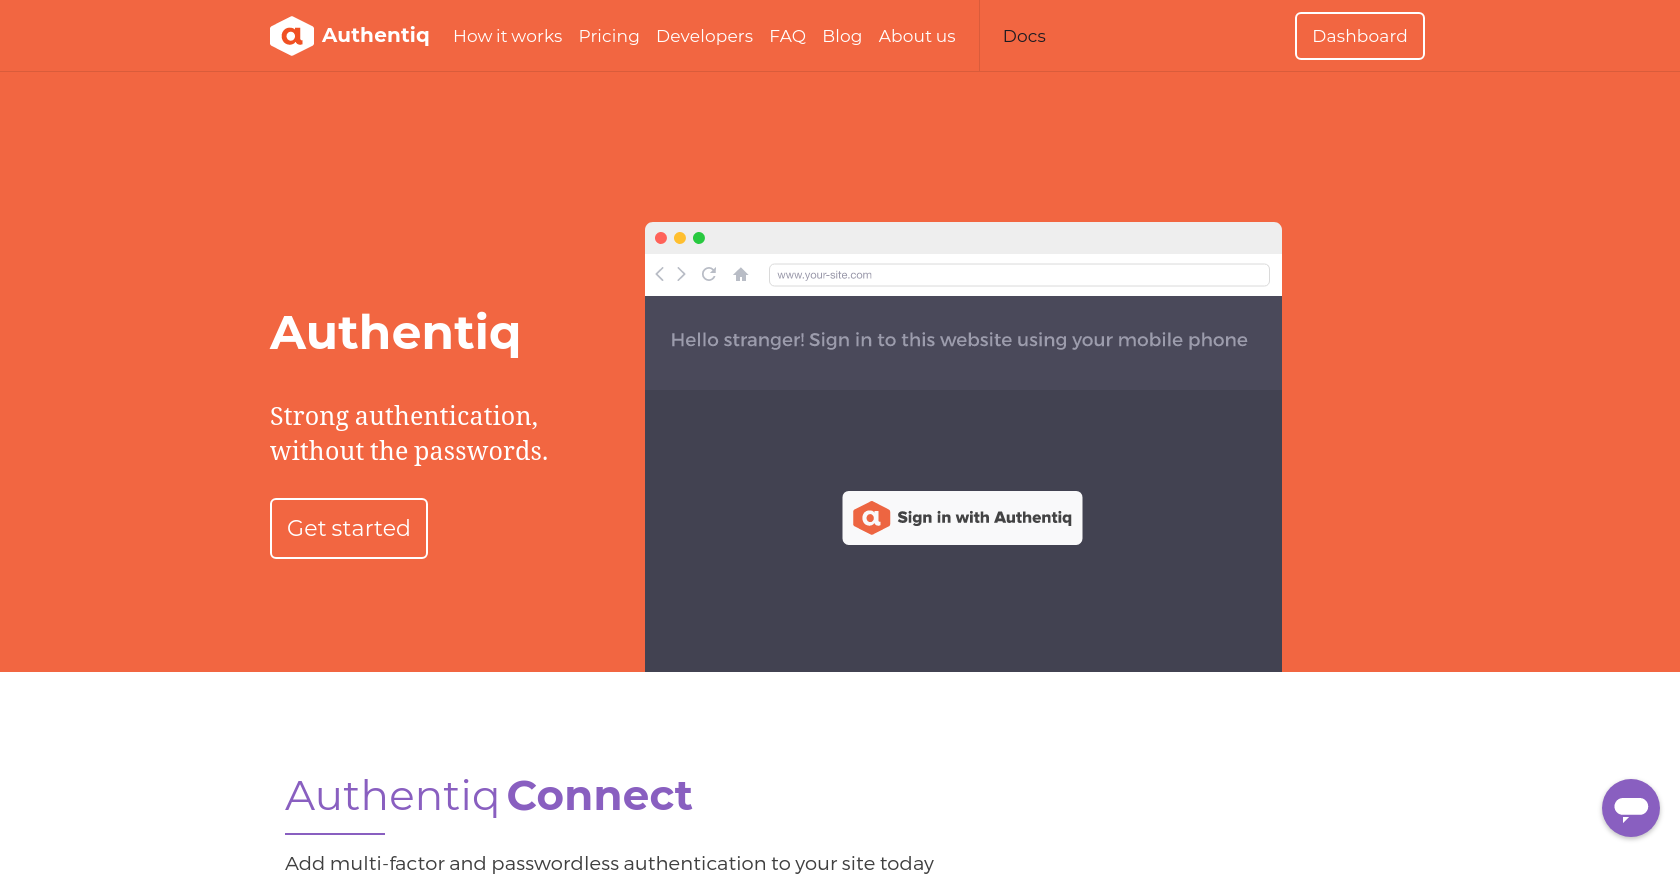 Authentiq How it works Pricing Developers FAQ Blog About us Docs Dashboard
www.your-site.com
Hello stranger! Sign in to this website using your mobile phone
Authentiq
Strong authentication,
without the passwords.
Sign in with Authentiq
Get started
Authentiq Connect
Add multi-factor and passwordless authentication to your site today